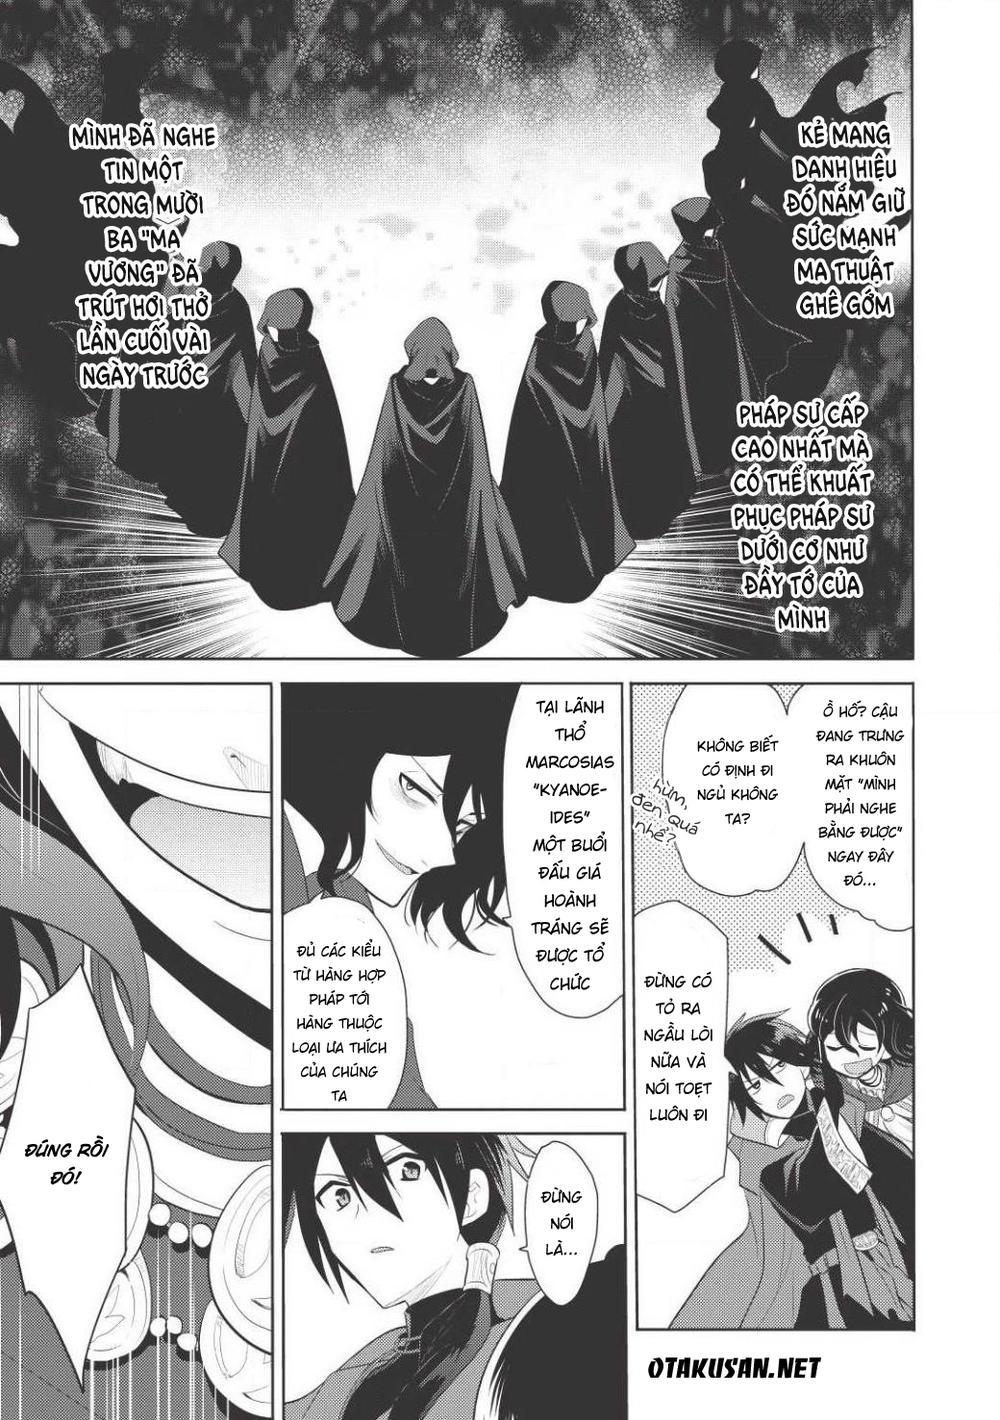 KẺ MANG
DANH HIỆU
ĐÓ NẮM GIỮ
SỨC MẠNH
MA THUẬT
GHÊ GỚM
PHÁP SƯ CẤP
CAO NHẤT MÀ
CÓ THỂ KHUẤT
PHỤC PHÁP SƯ
DƯỚI CƠ NHƯ
ĐẦY TỚ CỦA
MÌNH
MÌNH ĐÃ NGHE
TIN MỘT
TRONG MƯỜI
BA "MA
VƯƠNG" ĐÃ
TRÚT HƠI THỞ
LẦN CUỐI VÀI
NGÀY TRƯỚC
Ồ HỐ? CẬU
ĐANG TRƯNG
RA KHUÔN
MẶT "MÌNH
PHẢI NGHE
BẰNG ĐƯỢC"
NGAY ĐÂY
ĐÓ...
KHÔNG BIẾT
CÓ ĐỊNH ĐI
NGỦ KHÔNG
TA?
hừm,
đen quá
nhể?
ĐỪNG CÓ
TỎ RA
NGẦU LÒI
NỮA VÀ
NÓI TOẸT
LUÔN ĐI
TẠI LÃNH
THỔ
MARCOSIAS
"KYANOE-
IDES"
MỘT BUỔI
ĐẤU GIÁ
HOÀNH
TRÁNG SẼ
ĐƯỢC TỔ
CHỨC
ĐỦ CÁC KIỂU
TỪ HÀNG HỢP
PHÁP TỚI
HÀNG THUỘC
LOẠI ƯA THÍCH
CỦA CHÚNG
TA
ĐỪNG
NÓI
LÀ...
ĐÚNG RỒI
ĐÓ!
OTAKUSAN.NET